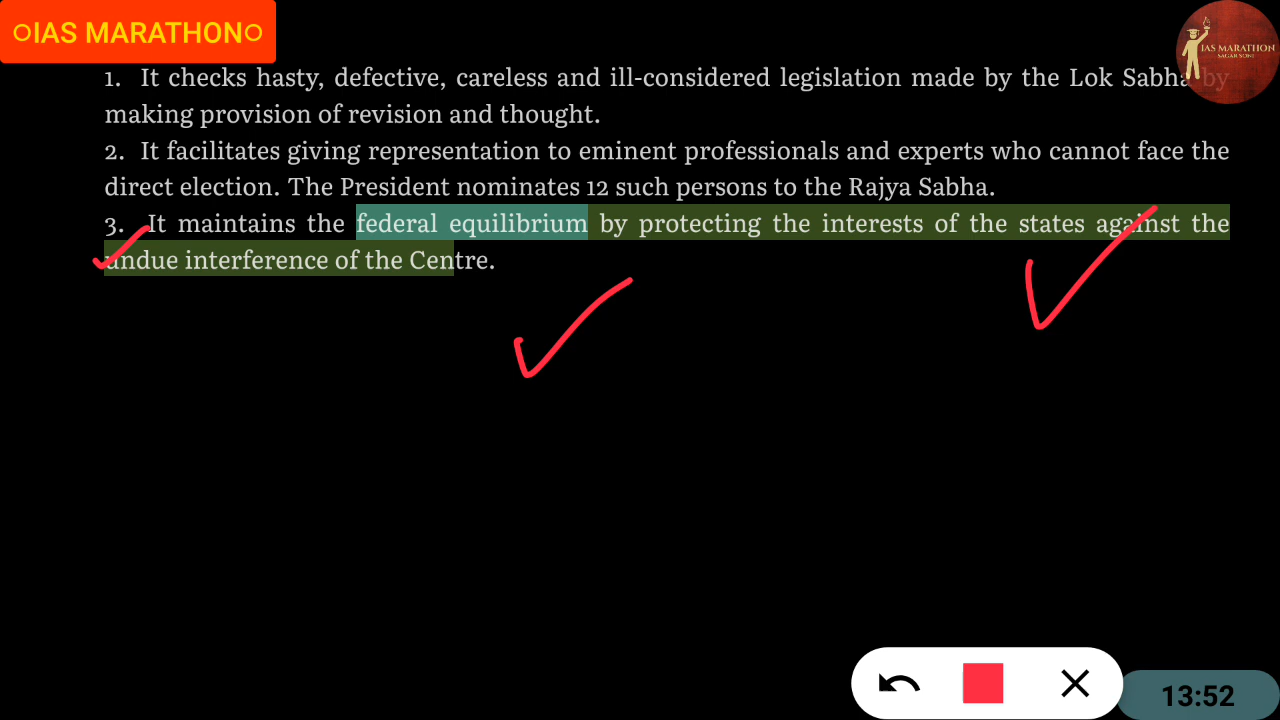 ○IAS MARATHON○
IAS MARATHON
SAGAR SONI
1. It checks hasty, defective, careless and ill-considered legislation made by the Lok Sabha by
making provision of revision and thought.
2. It facilitates giving representation to eminent professionals and experts who cannot face the
direct election. The President nominates 12 such persons to the Rajya Sabha.
3. It maintains the federal equilibrium by protecting the interests of the states against the
undue interference of the Centre.
13:52